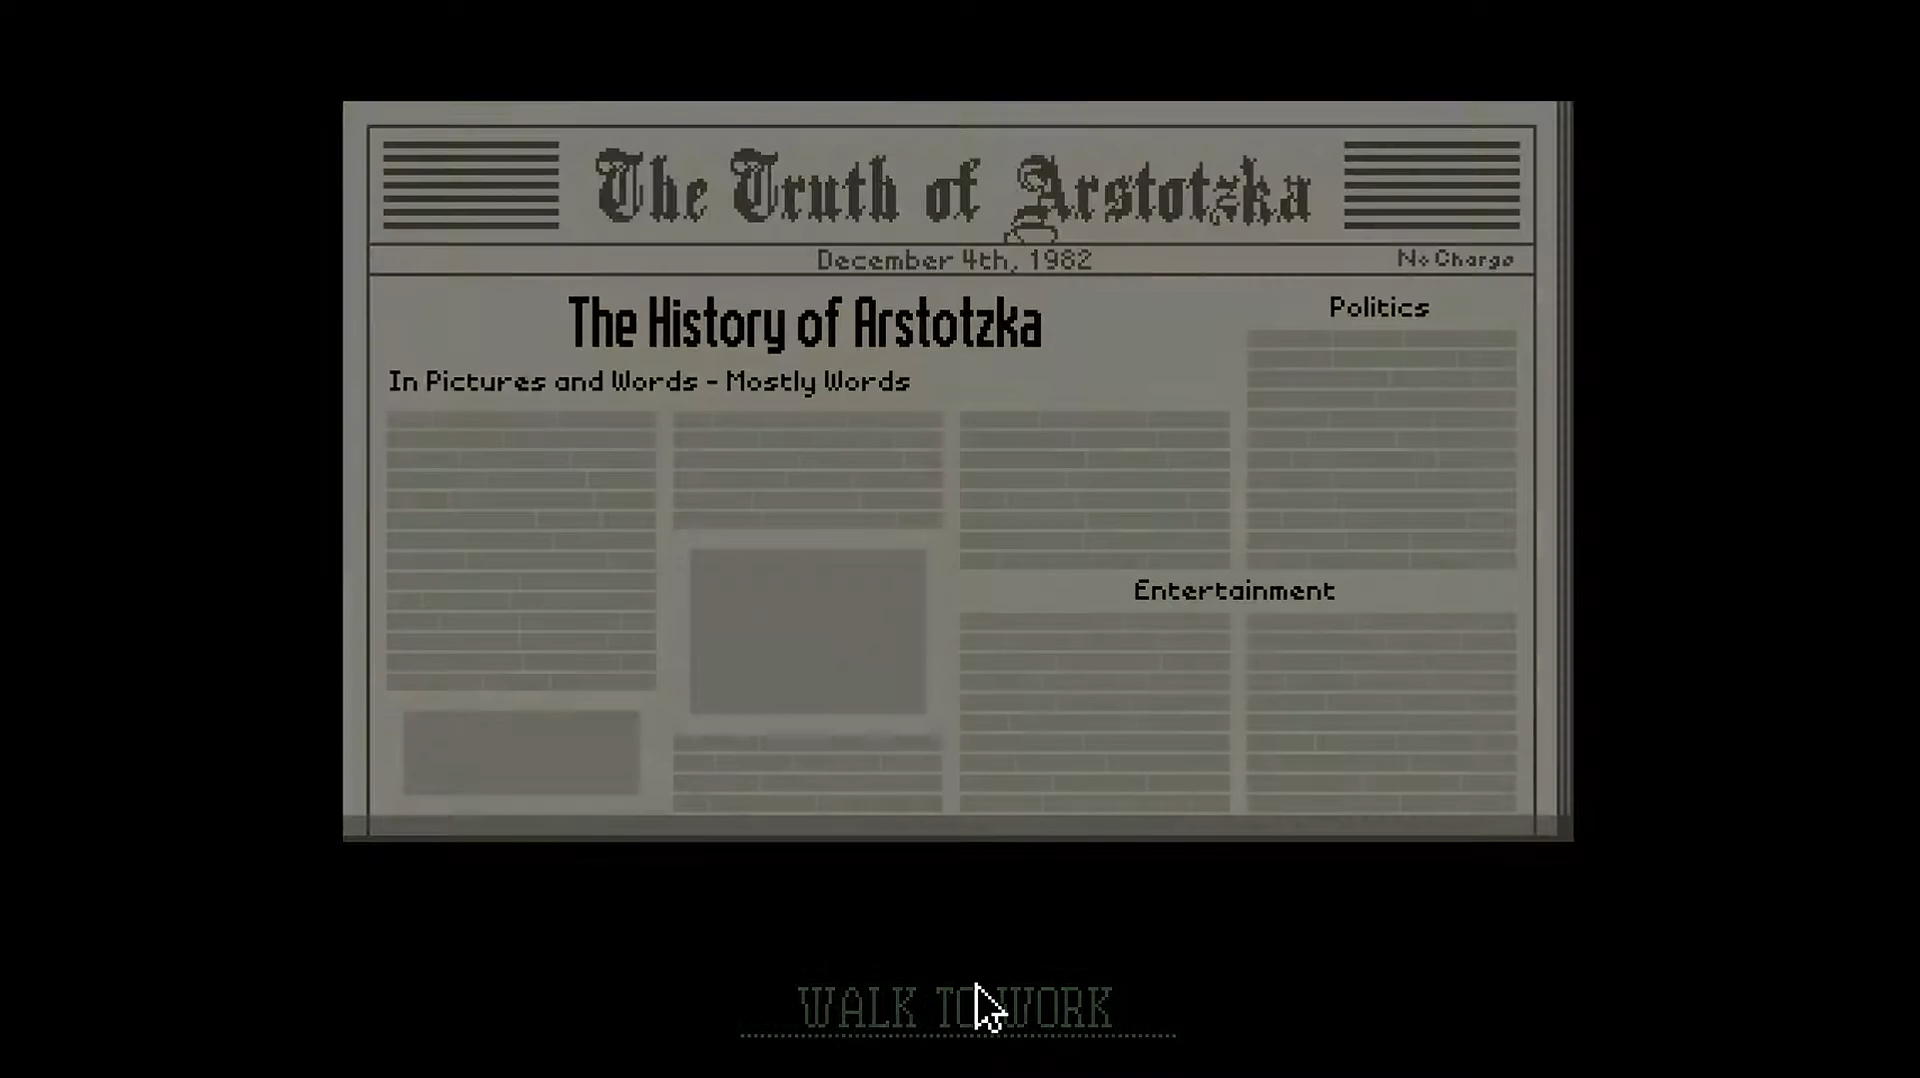 The Truth of Arstotzka
December 4th, 1982
No Charge
The History of Arstotzka
In Pictures and Words - Mostly Words
Politics
Entertainment
WALK TO WORK